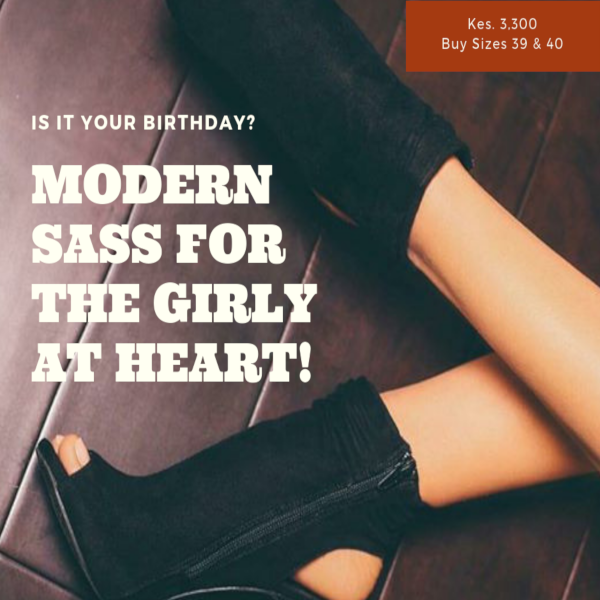 Kes. 3,300
Buy Sizes 39 & 40
IS IT YOUR BIRTHDAY?
MODERN
SASS FOR
THE GIRLY
AT HEART!